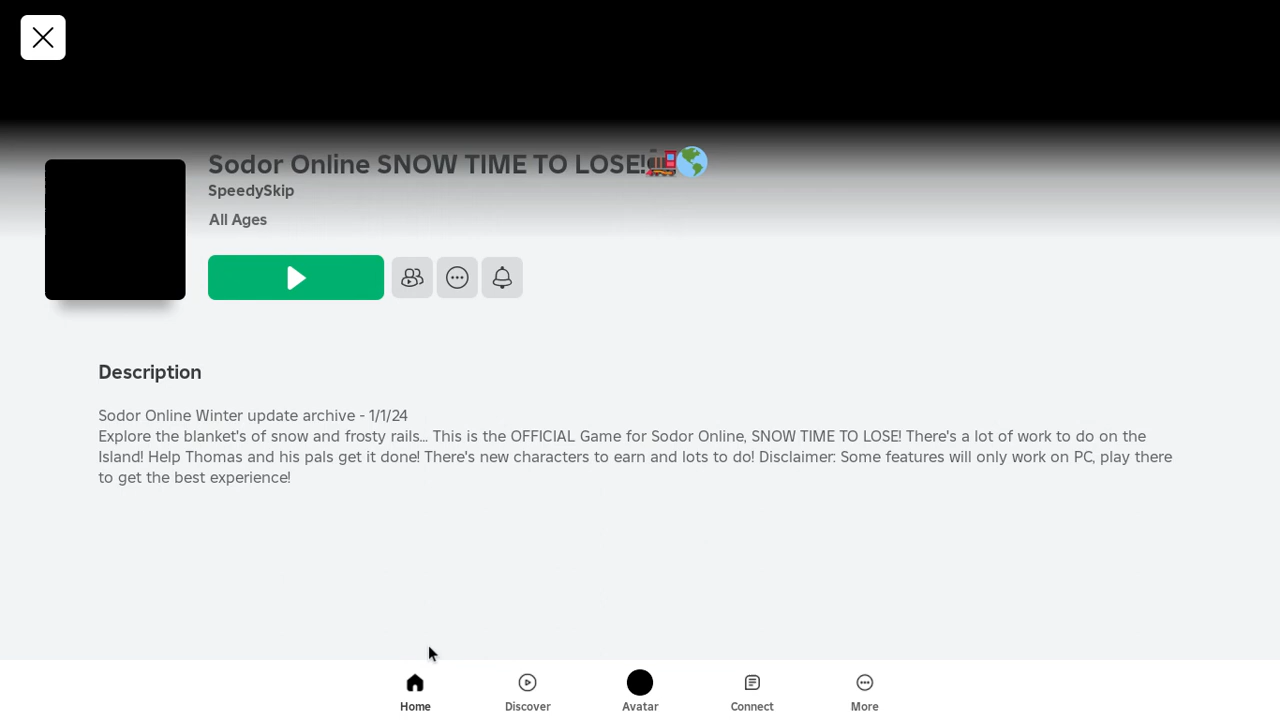 Sodor Online SNOW TIME TO LOSE!🚂🌎
SpeedySkip
All Ages
Description
Sodor Online Winter update archive - 1/1/24
Explore the blanket's of snow and frosty rails... This is the OFFICIAL Game for Sodor Online, SNOW TIME TO LOSE! There's a lot of work to do on the
Island! Help Thomas and his pals get it done! There's new characters to earn and lots to do! Disclaimer: Some features will only work on PC, play there
to get the best experience!
Home
Discover
Avatar
Connect
More